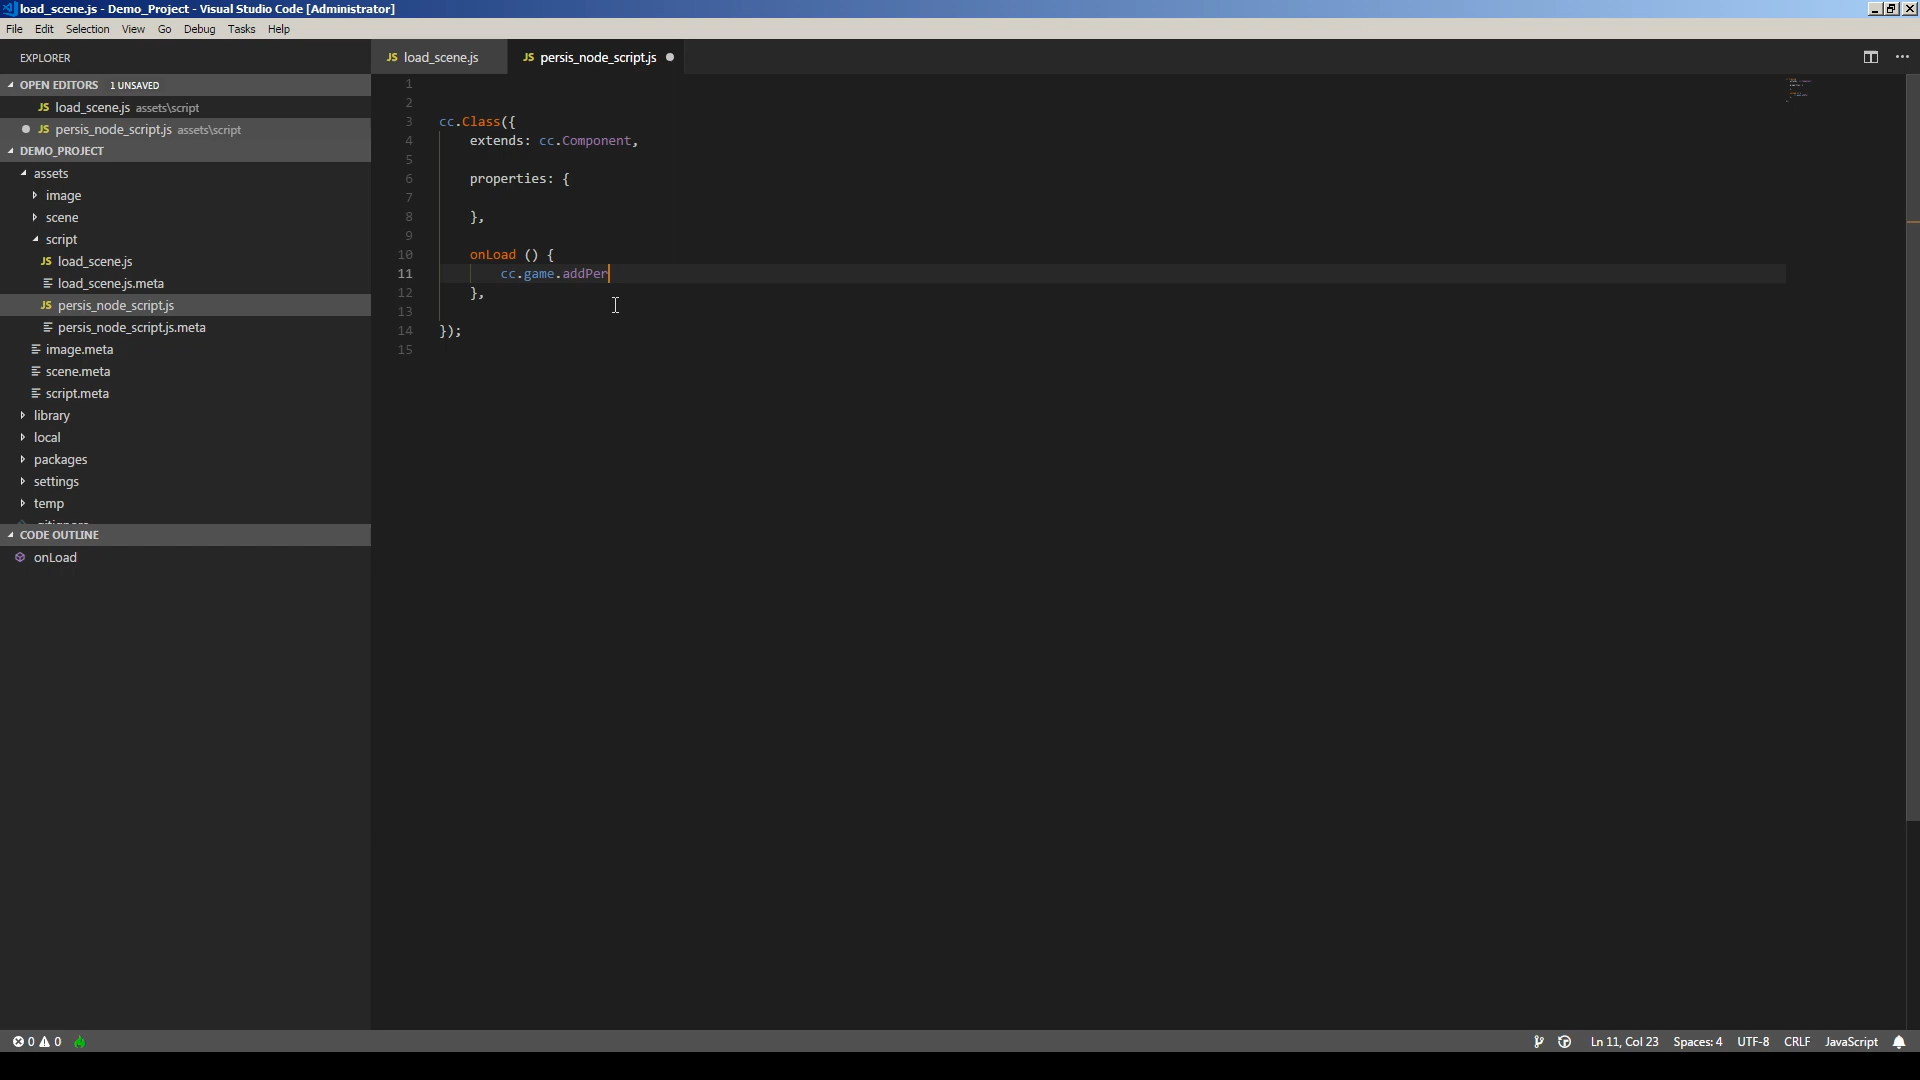 load_scene.js - Demo_Project - Visual Studio Code [Administrator]
File Edit Selection View Go Debug Tasks Help
EXPLORER
OPEN EDITORS 1 UNSAVED
JS load_scene.js assets\script
JS persis_node_script.js assets\script
DEMO_PROJECT
assets
image
scene
script
JS load_scene.js
load_scene.js.meta
JS persis_node_script.js
persis_node_script.js.meta
image.meta
scene.meta
script.meta
library
local
packages
settings
temp
.gitignore
CODE OUTLINE
onLoad
JS load_scene.js JS persis_node_script.js
1
2
3 cc.Class({
4 extends: cc.Component,
5
6 properties: {
7
8 },
9
10 onLoad () {
11 cc.game.addPer
12 },
13
14 });
15
0 0 Ln 11, Col 23 Spaces: 4 UTF-8 CRLF JavaScript